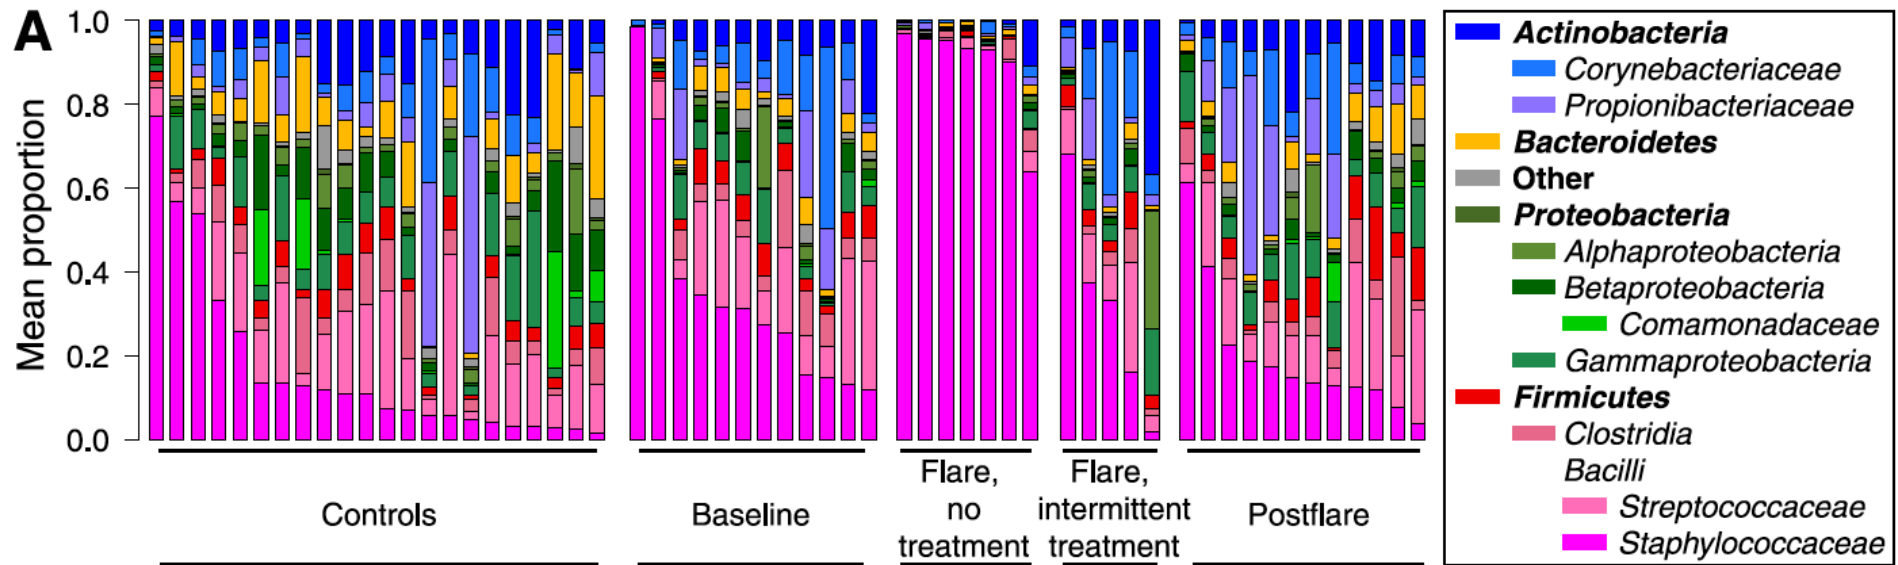 A
Mean proportion
1.0
0.8
0.6
0.4
0.2
0.0
Controls
Baseline
Flare,
no
treatment
Flare,
intermittent
treatment
Postflare
Actinobacteria
Corynebacteriaceae
Propionibacteriaceae
Bacteroidetes
Other
Proteobacteria
Alphaproteobacteria
Betaproteobacteria
Comamonadaceae
Gammaproteobacteria
Firmicutes
Clostridia
Bacilli
Streptococcaceae
Staphylococcaceae